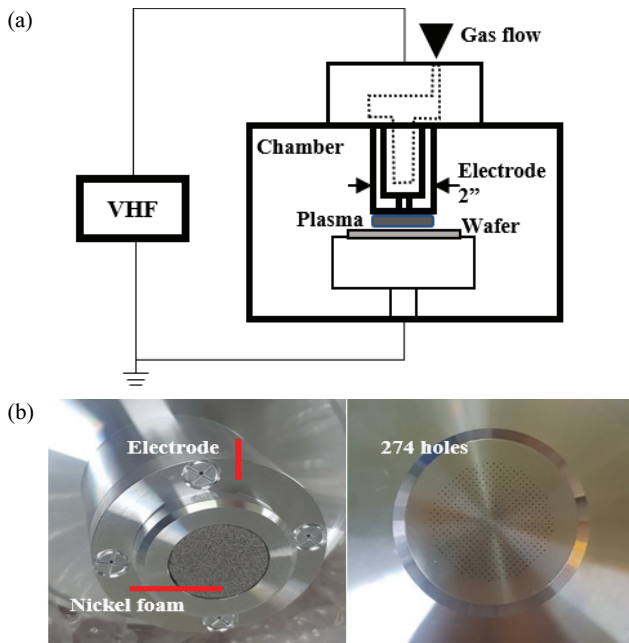 (a)
Gas flow
Chamber
Electrode
2”
VHF
Plasma
Wafer
(b)
Electrode
274 holes
Nickel foam